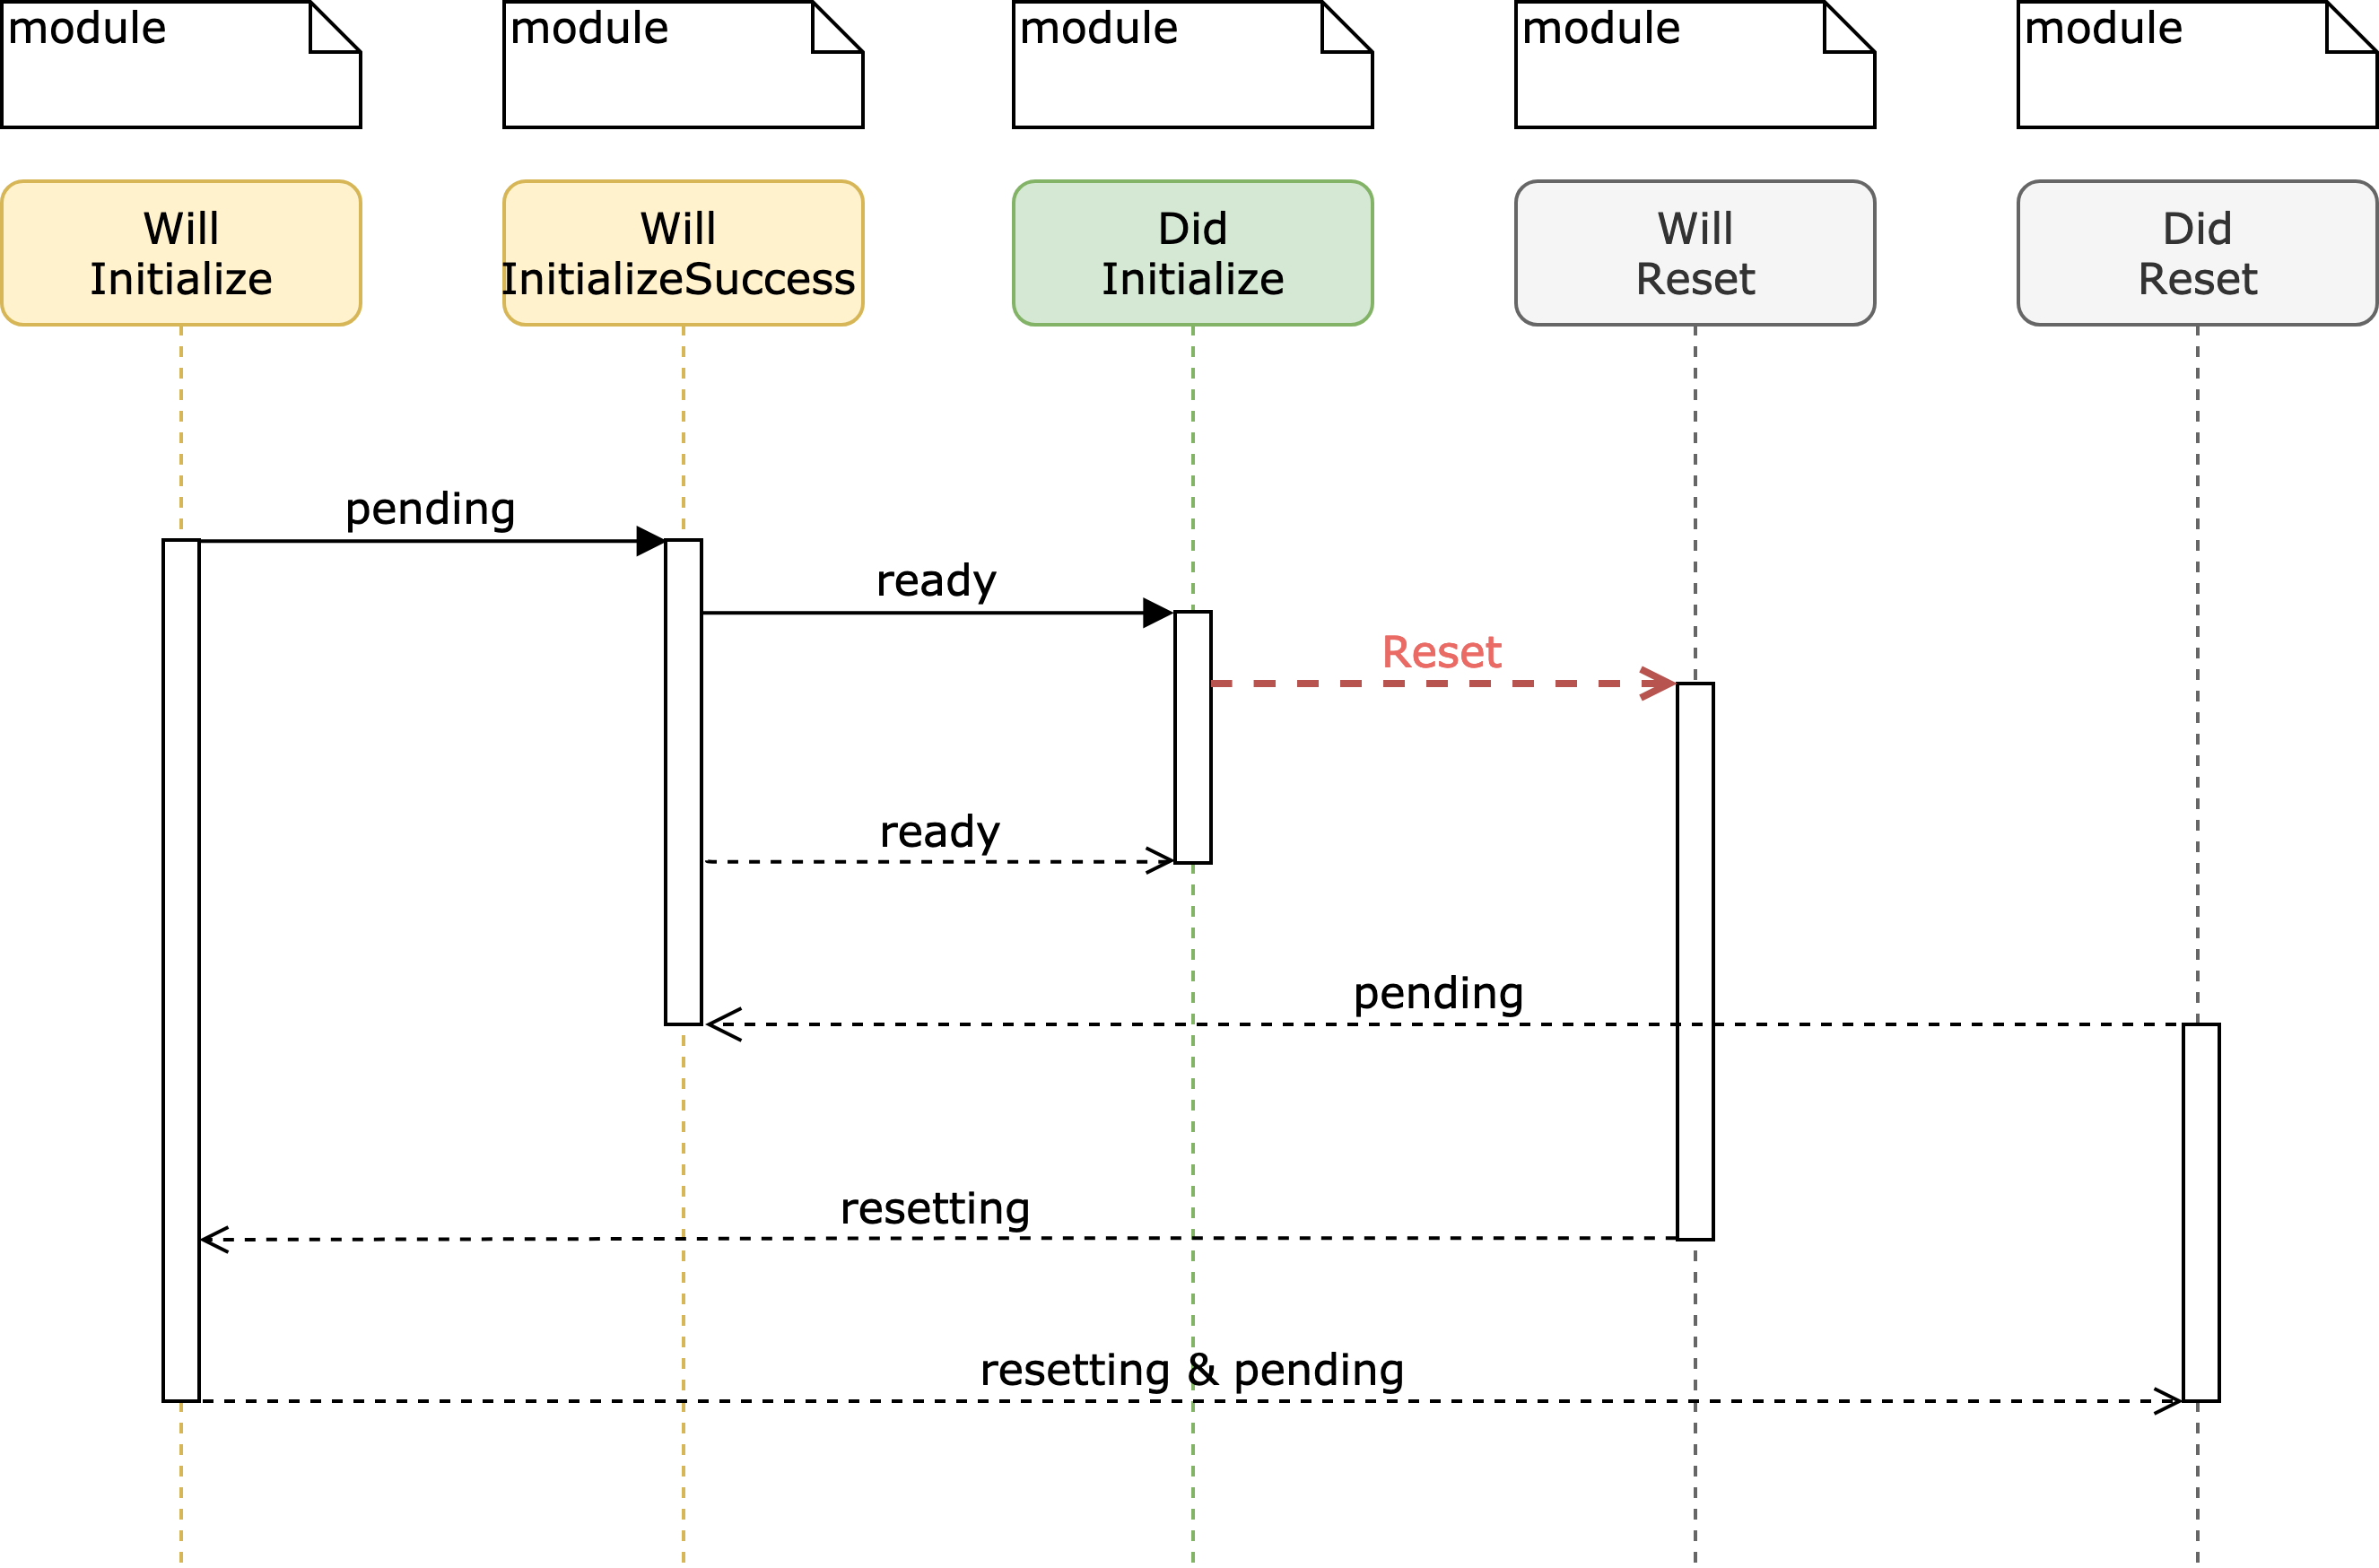 module
module
module
module
module
Will
Initialize
Will
InitializeSuccess
Did
Initialize
Will
Reset
Did
Reset
pending
ready
Reset
ready
pending
resetting
resetting & pending